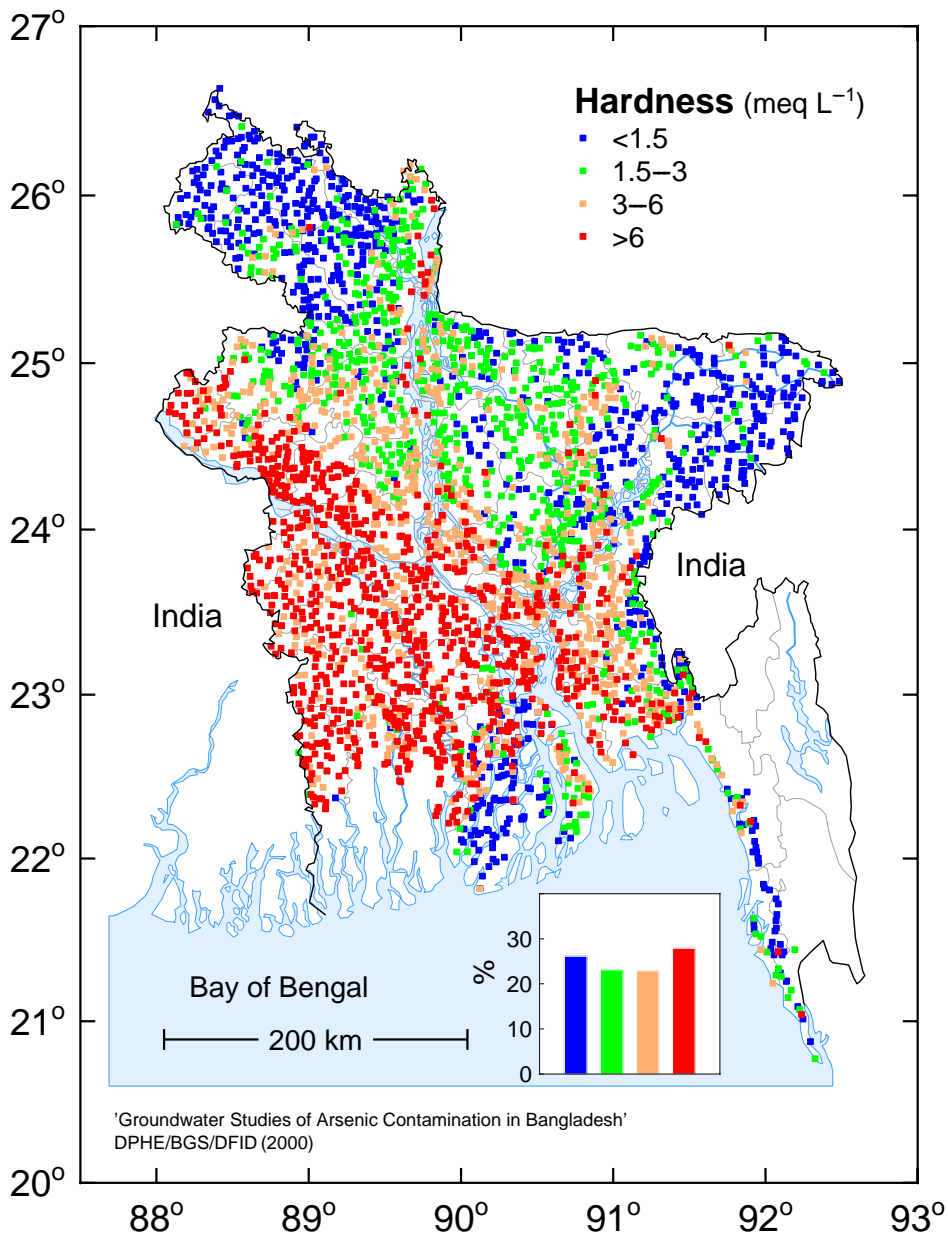 27°
Hardness (meq L⁻¹)
<1.5
1.5–3
3–6
>6
26°
25°
24°
India
India
23°
22°
30
20
10
0
%
Bay of Bengal
200 km
21°
'Groundwater Studies of Arsenic Contamination in Bangladesh'
DPHE/BGS/DFID (2000)
20°
88° 89° 90° 91° 92° 93°